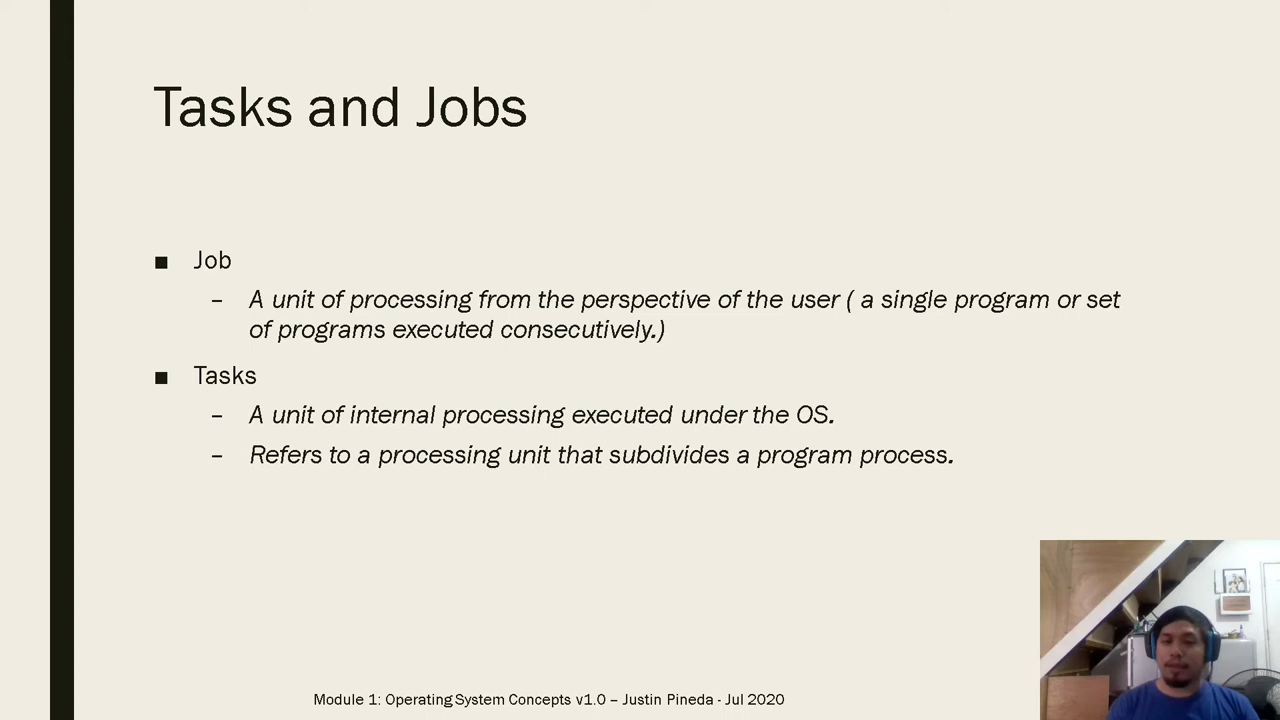 Tasks and Jobs
■ Job
– A unit of processing from the perspective of the user ( a single program or set
of programs executed consecutively.)
■ Tasks
– A unit of internal processing executed under the OS.
– Refers to a processing unit that subdivides a program process.
Module 1: Operating System Concepts v1.0 – Justin Pineda - Jul 2020